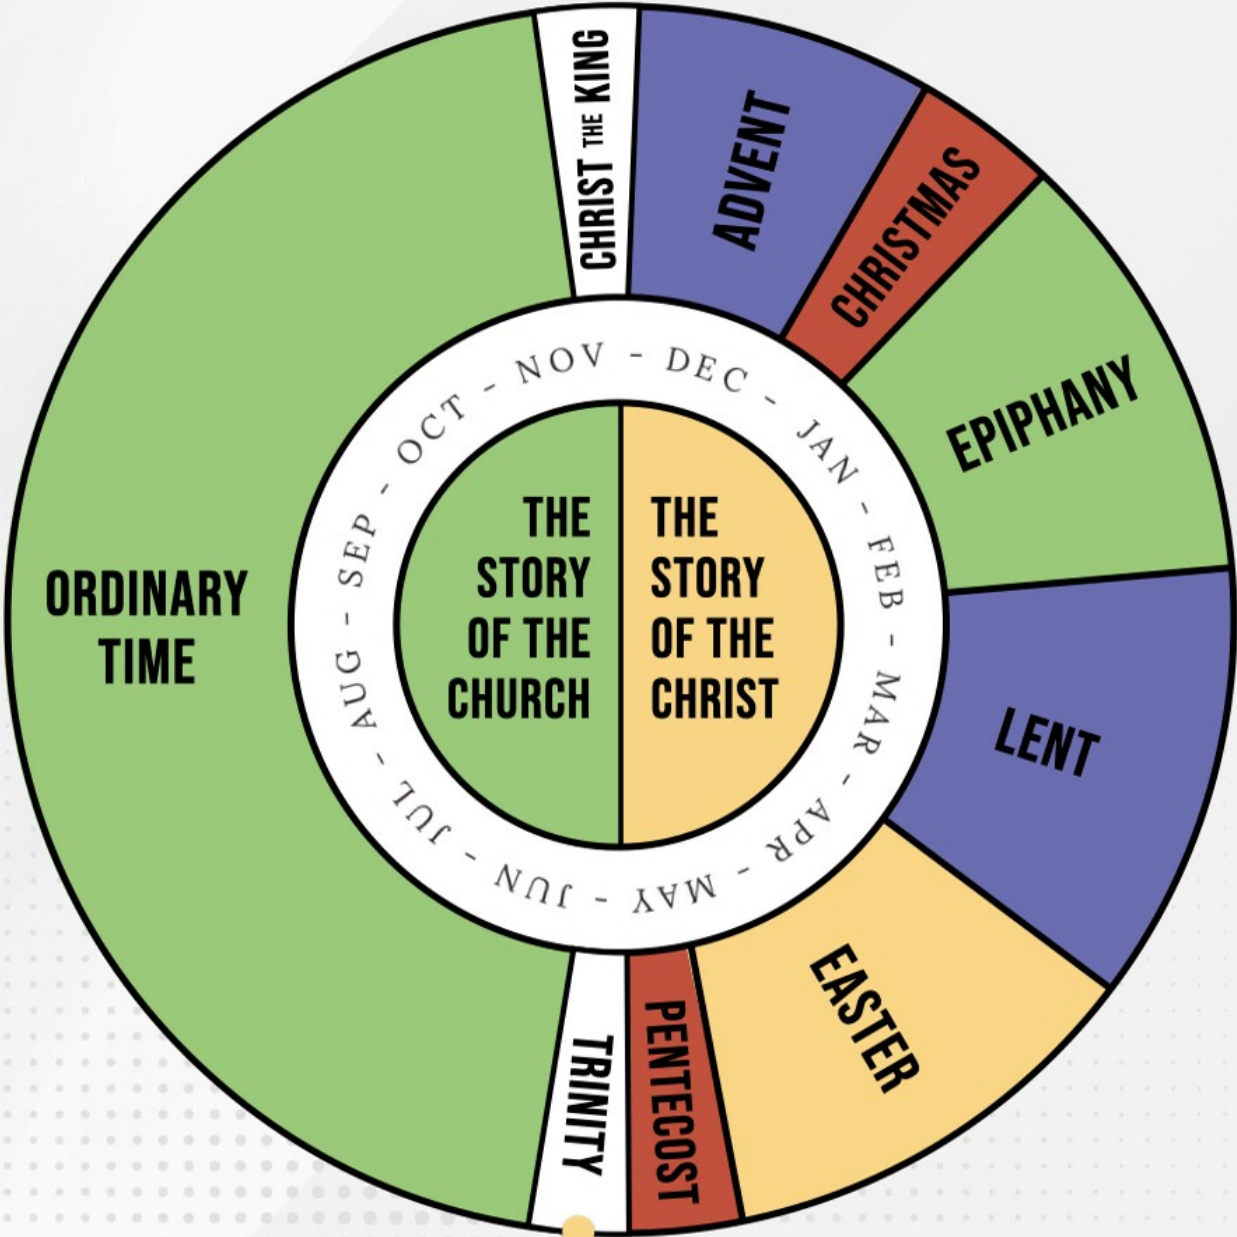 CHRIST THE KING
ADVENT
CHRISTMAS
EPIPHANY
LENT
EASTER
PENTECOST
TRINITY
ORDINARY
TIME
NOV - DEC - JAN - FEB - MAR - APR - MAY - JUN - JUL - AUG - SEP - OCT -
THE
STORY
OF THE
CHURCH
THE
STORY
OF THE
CHRIST